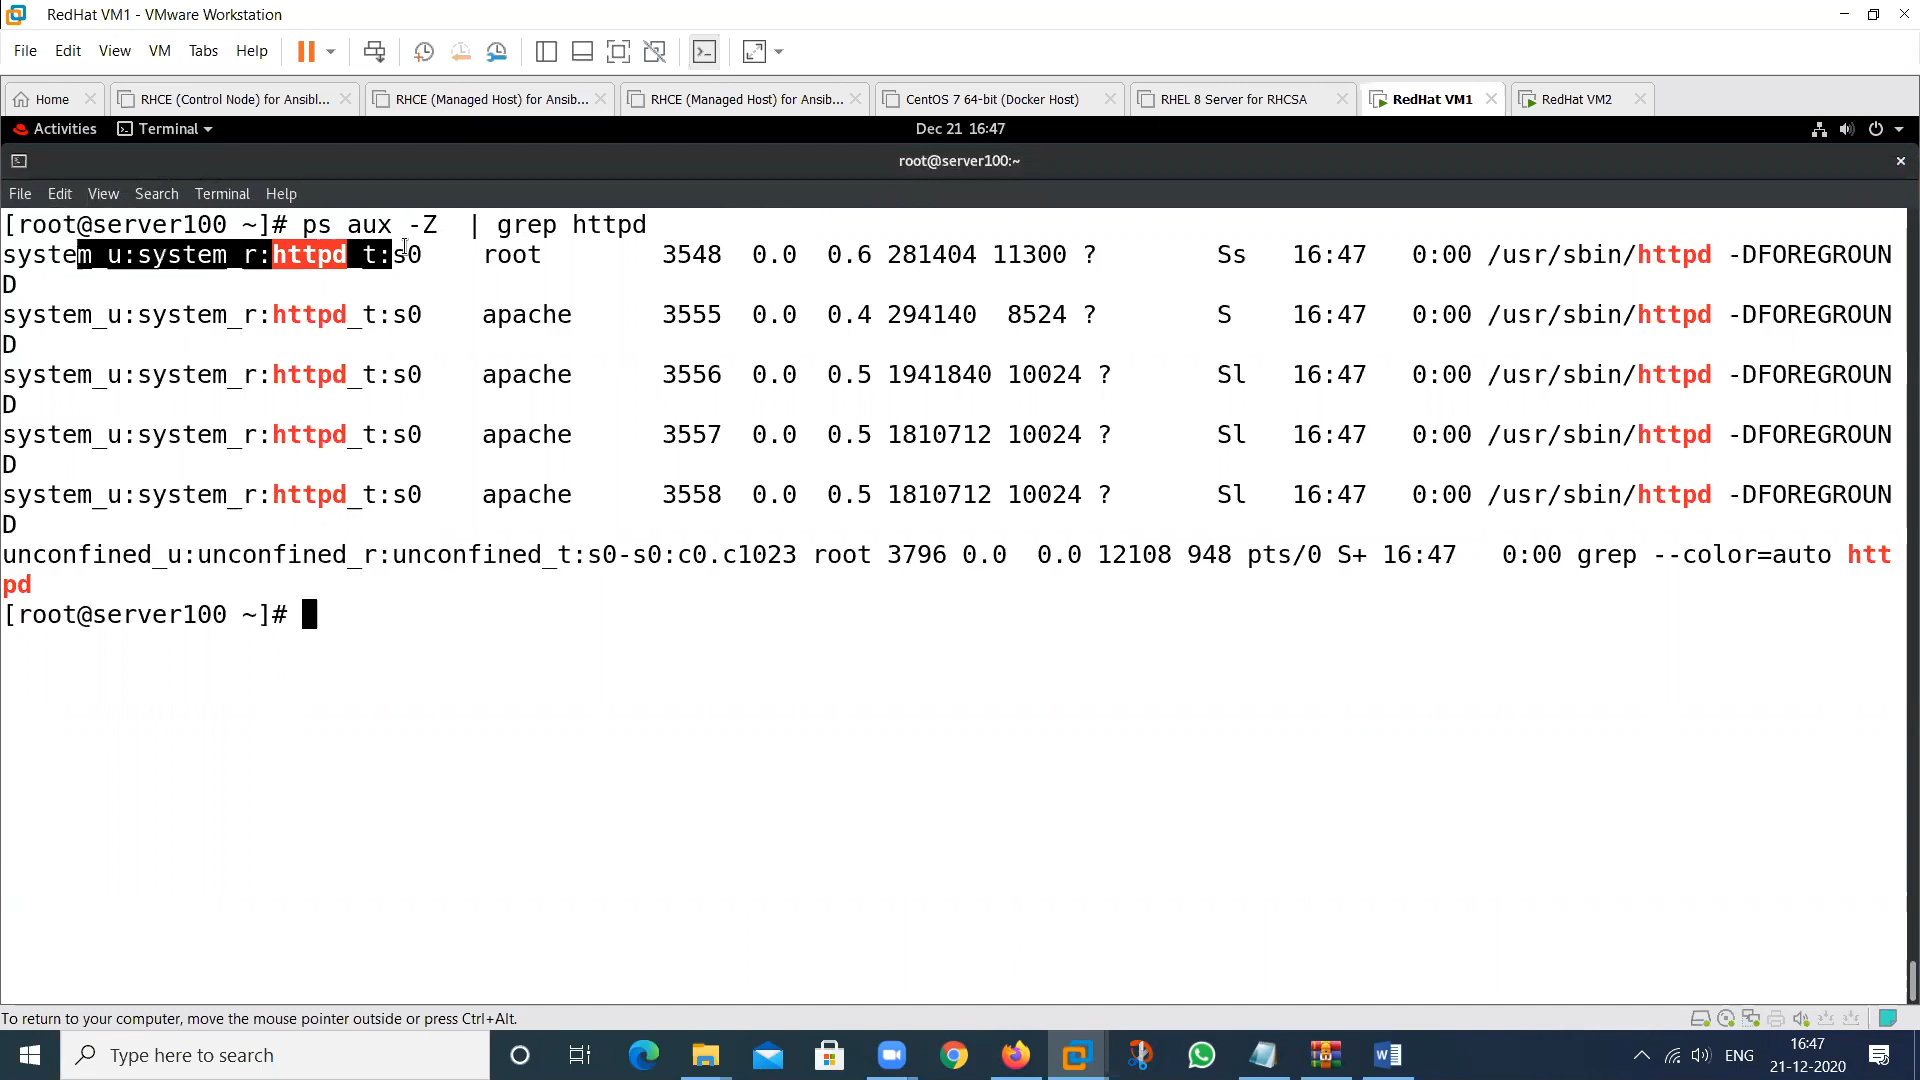 RedHat VM1 - VMware Workstation
File Edit View VM Tabs Help
Home RHCE (Control Node) for Ansibl... RHCE (Managed Host) for Ansib... RHCE (Managed Host) for Ansib... CentOS 7 64-bit (Docker Host) RHEL 8 Server for RHCSA RedHat VM1 RedHat VM2
Activities Terminal Dec 21 16:47
root@server100:~
File Edit View Search Terminal Help
[root@server100 ~]# ps aux -Z  | grep httpd
system_u:system_r:httpd_t:s0    root        3548  0.0  0.6 281404 11300 ?        Ss   16:47   0:00 /usr/sbin/httpd -DFOREGROUN
D
system_u:system_r:httpd_t:s0    apache      3555  0.0  0.4 294140  8524 ?        S    16:47   0:00 /usr/sbin/httpd -DFOREGROUN
D
system_u:system_r:httpd_t:s0    apache      3556  0.0  0.5 1941840 10024 ?       Sl   16:47   0:00 /usr/sbin/httpd -DFOREGROUN
D
system_u:system_r:httpd_t:s0    apache      3557  0.0  0.5 1810712 10024 ?       Sl   16:47   0:00 /usr/sbin/httpd -DFOREGROUN
D
system_u:system_r:httpd_t:s0    apache      3558  0.0  0.5 1810712 10024 ?       Sl   16:47   0:00 /usr/sbin/httpd -DFOREGROUN
D
unconfined_u:unconfined_r:unconfined_t:s0-s0:c0.c1023 root 3796 0.0  0.0 12108 948 pts/0 S+ 16:47   0:00 grep --color=auto htt
pd
[root@server100 ~]#
To return to your computer, move the mouse pointer outside or press Ctrl+Alt.
Type here to search
ENG
16:47
21-12-2020